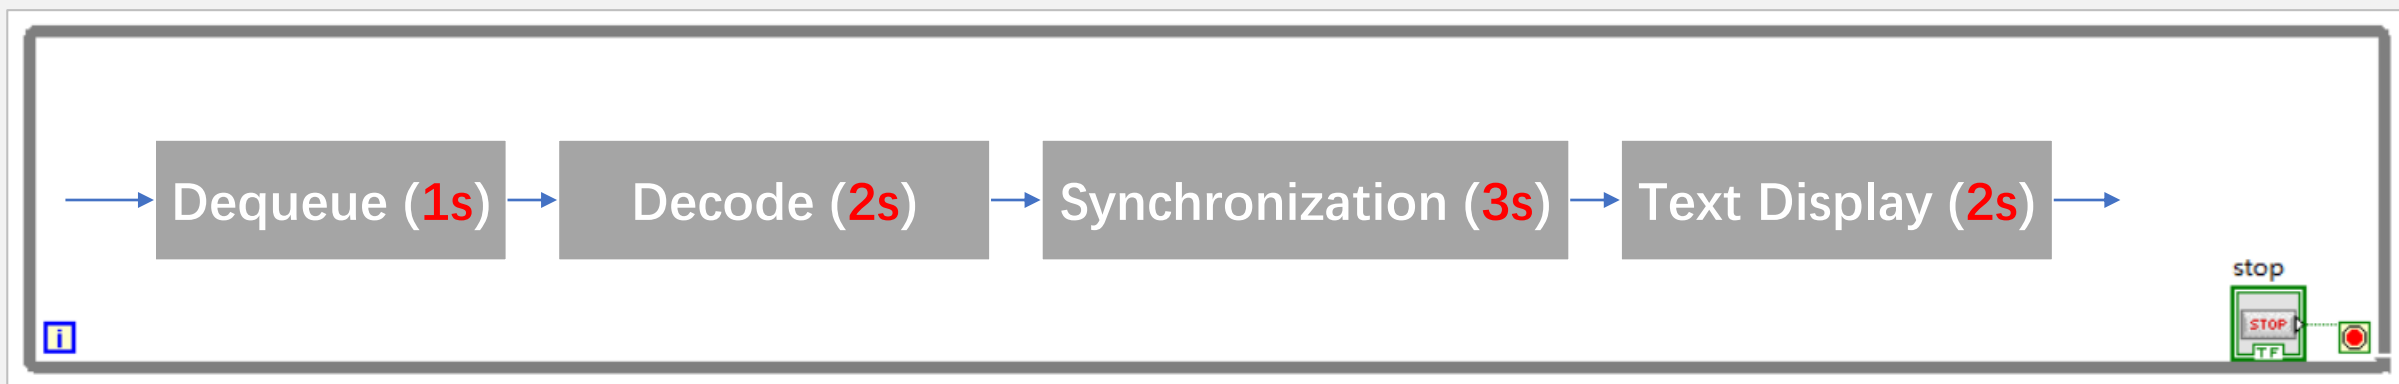 Dequeue (1s)
Decode (2s)
Synchronization (3s)
Text Display (2s)
stop
STOP
TF
i